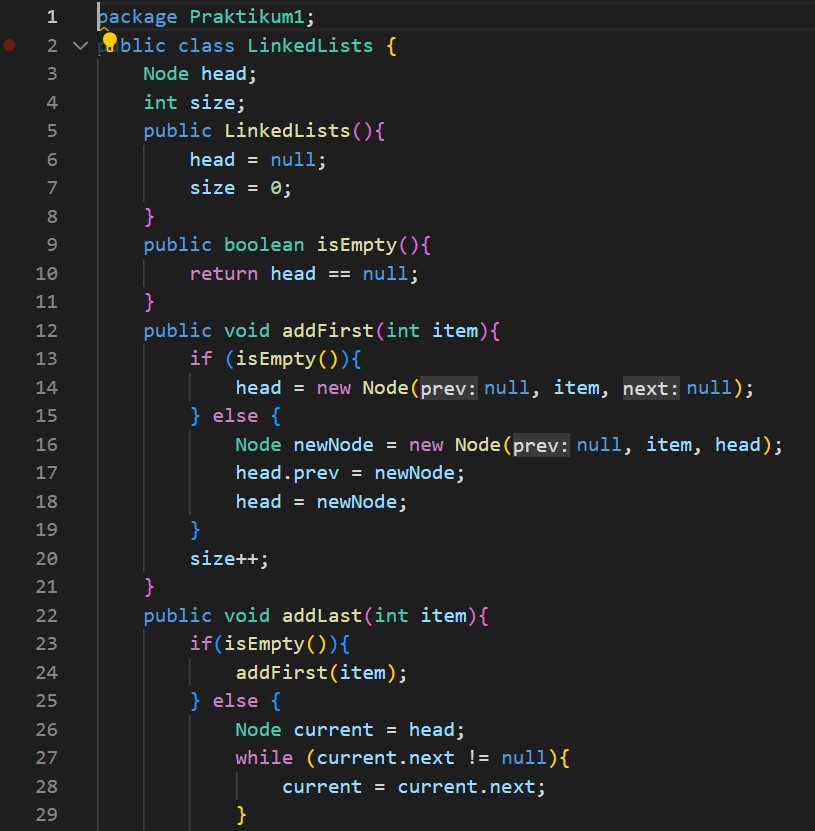 1 package Praktikum1;
2 public class LinkedLists {
3 Node head;
4 int size;
5 public LinkedLists(){
6 head = null;
7 size = 0;
8 }
9 public boolean isEmpty(){
10 return head == null;
11 }
12 public void addFirst(int item){
13 if (isEmpty()){
14 head = new Node(prev: null, item, next: null);
15 } else {
16 Node newNode = new Node(prev: null, item, head);
17 head.prev = newNode;
18 head = newNode;
19 }
20 size++;
21 }
22 public void addLast(int item){
23 if(isEmpty()){
24 addFirst(item);
25 } else {
26 Node current = head;
27 while (current.next != null){
28 current = current.next;
29 }